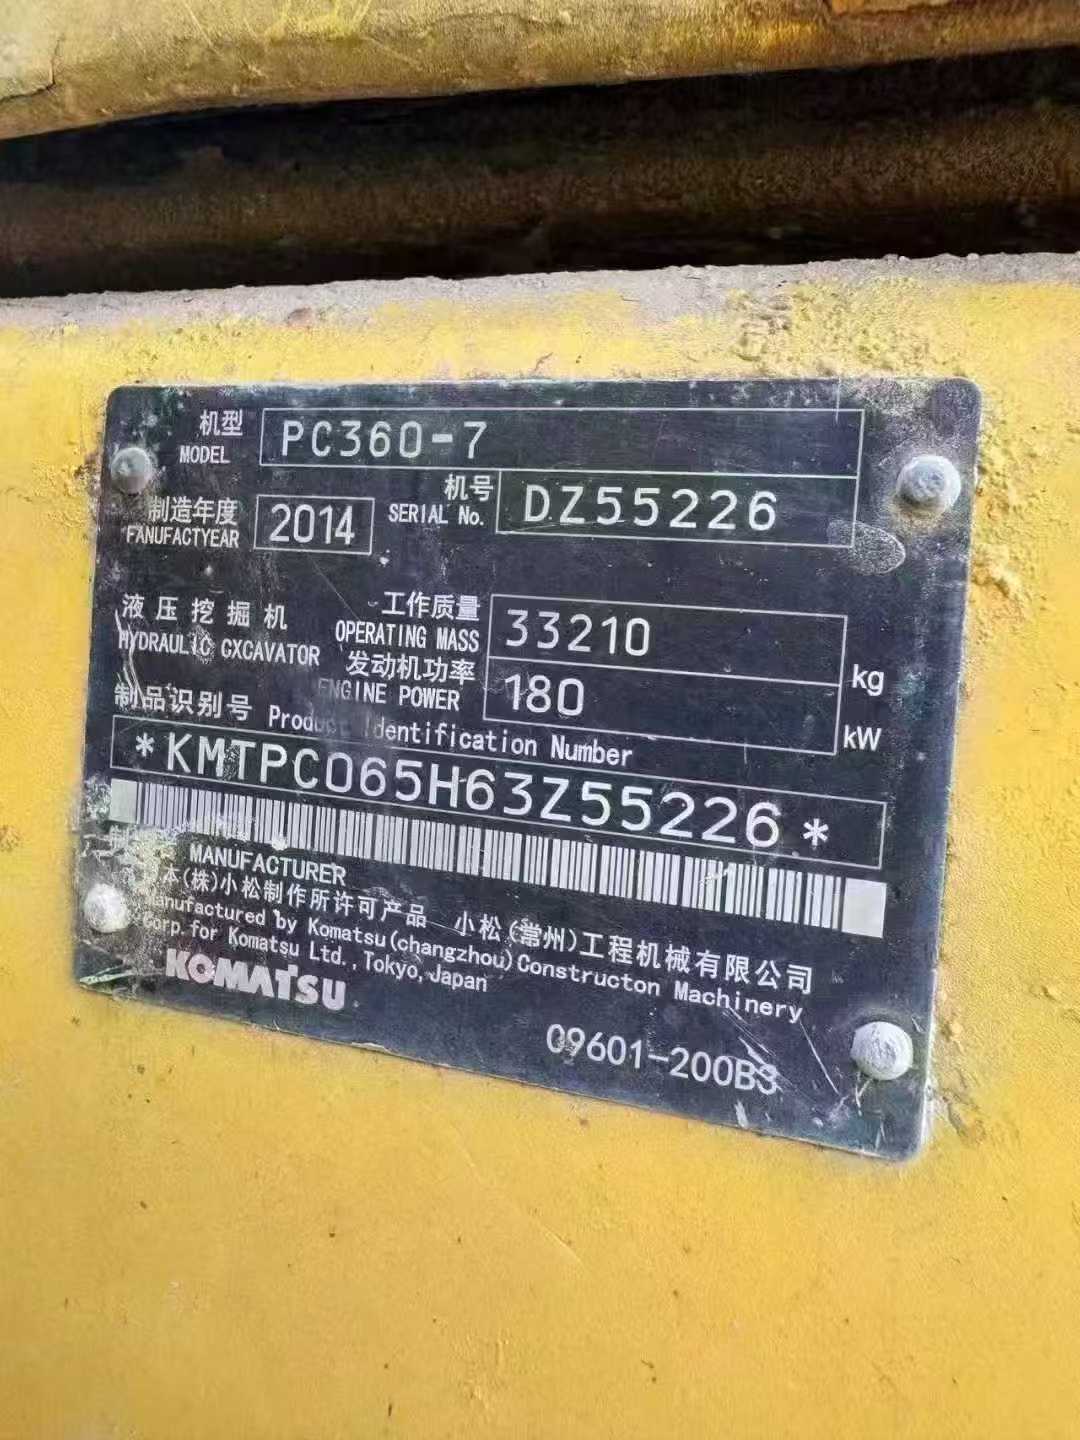 机型
MODEL
PC360-7
制造年度
FANUFACTYEAR
2014
机号
SERIAL No.
DZ55226
液压挖掘机
HYDRAULIC CXCAVATOR
工作质量
OPERATING MASS
33210
kg
发动机功率
ENGINE POWER
180
kW
制品识别号 Product Identification Number
*KMTPC065H63Z55226*
MANUFACTURER
本(株)小松制作所许可产品 小松(常州)工程机械有限公司
Manufactured by Komatsu(changzhou)Constructon Machinery
Corp.for Komatsu Ltd.,Tokyo,Japan
KOMATSU
09601-200B3